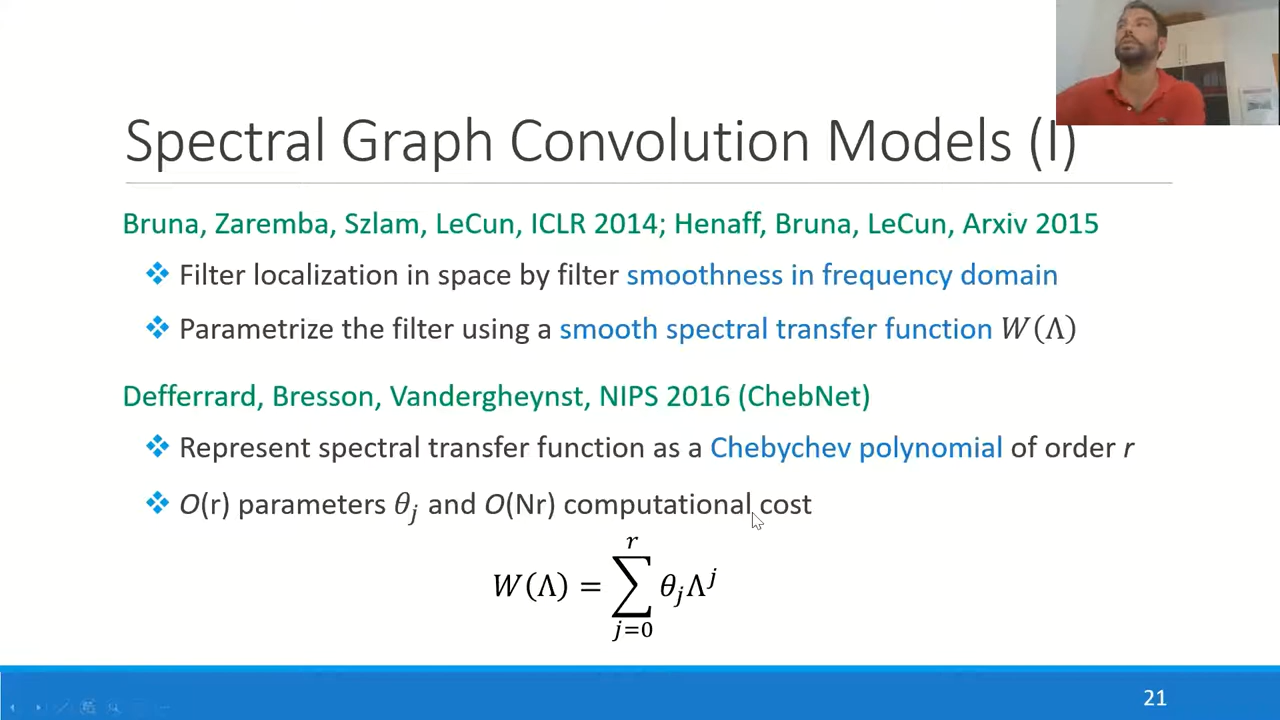 Spectral Graph Convolution Models (I)
Bruna, Zaremba, Szlam, LeCun, ICLR 2014; Henaff, Bruna, LeCun, Arxiv 2015
❖ Filter localization in space by filter smoothness in frequency domain
❖ Parametrize the filter using a smooth spectral transfer function W(Λ)
Defferrard, Bresson, Vandergheynst, NIPS 2016 (ChebNet)
❖ Represent spectral transfer function as a Chebychev polynomial of order r
❖ O(r) parameters θ_j and O(Nr) computational cost
W(Λ) = ∑_{j=0}^{r} θ_j Λ^j
21